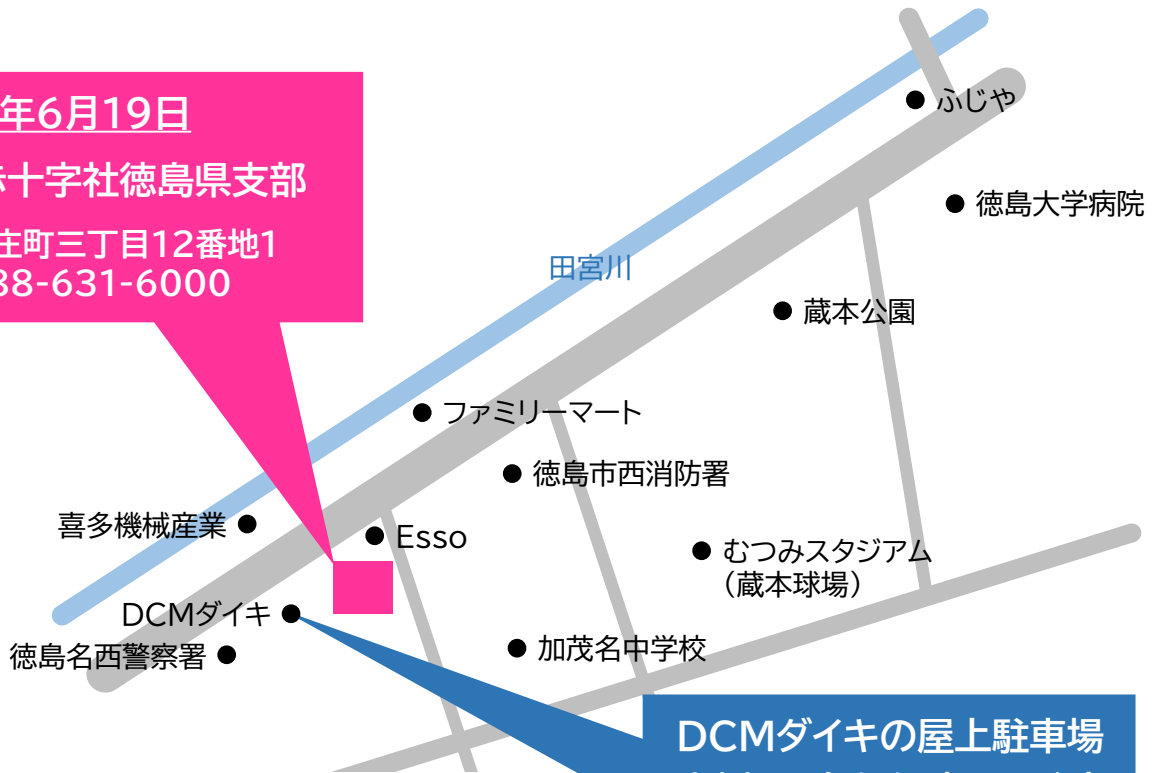 年6月19日
十字社徳島県支部
庄町三丁目12番地1
88-631-6000
ふじや
徳島大学病院
田宮川
蔵本公園
ファミリーマート
徳島市西消防署
喜多機械産業
Esso
むつみスタジアム
（蔵本球場）
DCMダイキ
徳島名西警察署
加茂名中学校
DCMダイキの屋上駐車場